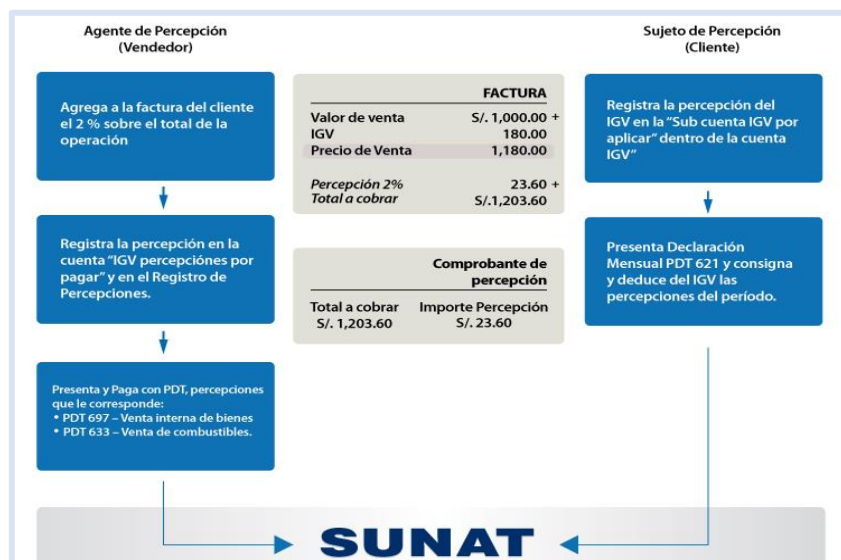 Agente de Percepción
(Vendedor)
Agrega a la factura del cliente
el 2 % sobre el total de la
operación
Registra la percepción en la
cuenta "IGV percepciónes por
pagar" y en el Registro de
Percepciones.
Presenta y Paga con PDT, percepciones
que le corresponde:
• PDT 697 – Venta interna de bienes
• PDT 633 – Venta de combustibles.
FACTURA
Valor de venta S/. 1,000.00 +
IGV 180.00
Precio de Venta 1,180.00
Percepción 2% 23.60 +
Total a cobrar S/.1,203.60
Comprobante de
percepción
Total a cobrar Importe Percepción
S/. 1,203.60 S/. 23.60
Sujeto de Percepción
(Cliente)
Registra la percepción del
IGV en la "Sub cuenta IGV por
aplicar" dentro de la cuenta
IGV"
Presenta Declaración
Mensual PDT 621 y consigna
y deduce del IGV las
percepciones del período.
SUNAT